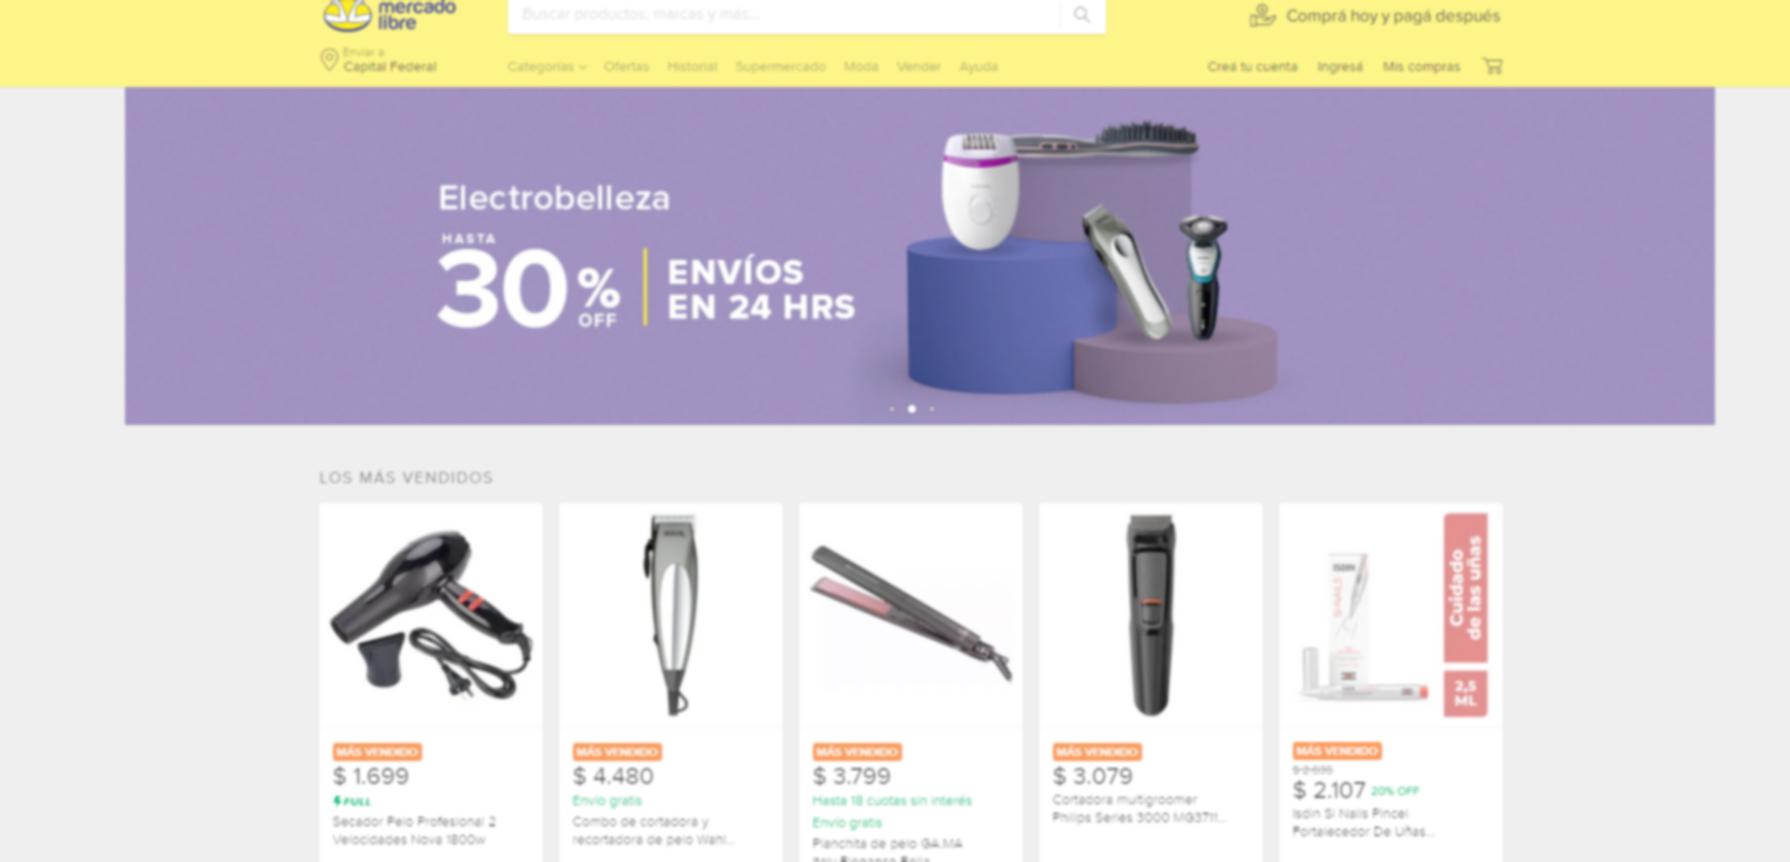 mercado
libre
Buscar productos, marcas y más...
Comprá hoy y pagá después
Enviar a
Capital Federal
Categorías
Ofertas
Historial
Supermercado
Moda
Vender
Ayuda
Creá tu cuenta
Ingresá
Mis compras
Electrobelleza
HASTA
30% OFF
ENVÍOS
EN 24 HRS
LOS MÁS VENDIDOS
MÁS VENDIDO
$ 1.699
FULL
Secador Pelo Profesional 2
Velocidades Nova 1800w
WAHL
MÁS VENDIDO
$ 4.480
Envío gratis
Combo de cortadora y
recortadora de pelo Wahl...
MÁS VENDIDO
$ 3.799
Hasta 18 cuotas sin interés
Envío gratis
Planchita de pelo GA.MA
MÁS VENDIDO
$ 3.079
Cortadora multigroomer
Philips Series 3000 MG3711...
ISDIN
SI-NAILS
Cuidado
de las uñas
2,5
ML
MÁS VENDIDO
$ 2.107 20% OFF
Isdin Si Nails Pincel
Fortalecedor De Uñas...